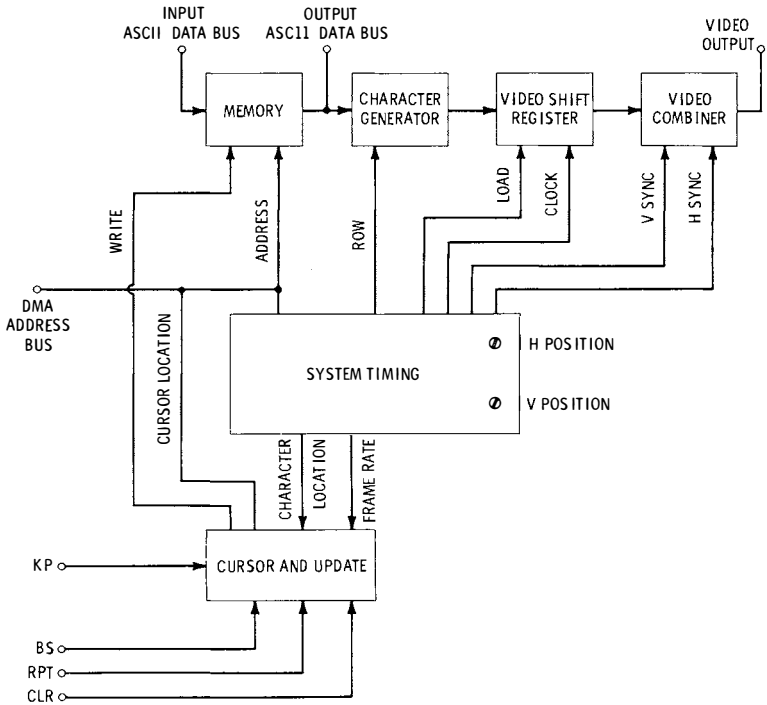 INPUT
ASCII DATA BUS
OUTPUT
ASC11 DATA BUS
VIDEO
OUTPUT
MEMORY
CHARACTER
GENERATOR
VIDEO SHIFT
REGISTER
VIDEO
COMBINER
WRITE
ADDRESS
ROW
LOAD
CLOCK
V SYNC
H SYNC
DMA
ADDRESS
BUS
CURSOR LOCATION
SYSTEM TIMING
H POSITION
V POSITION
CHARACTER
LOCATION
FRAME RATE
KP
CURSOR AND UPDATE
BS
RPT
CLR